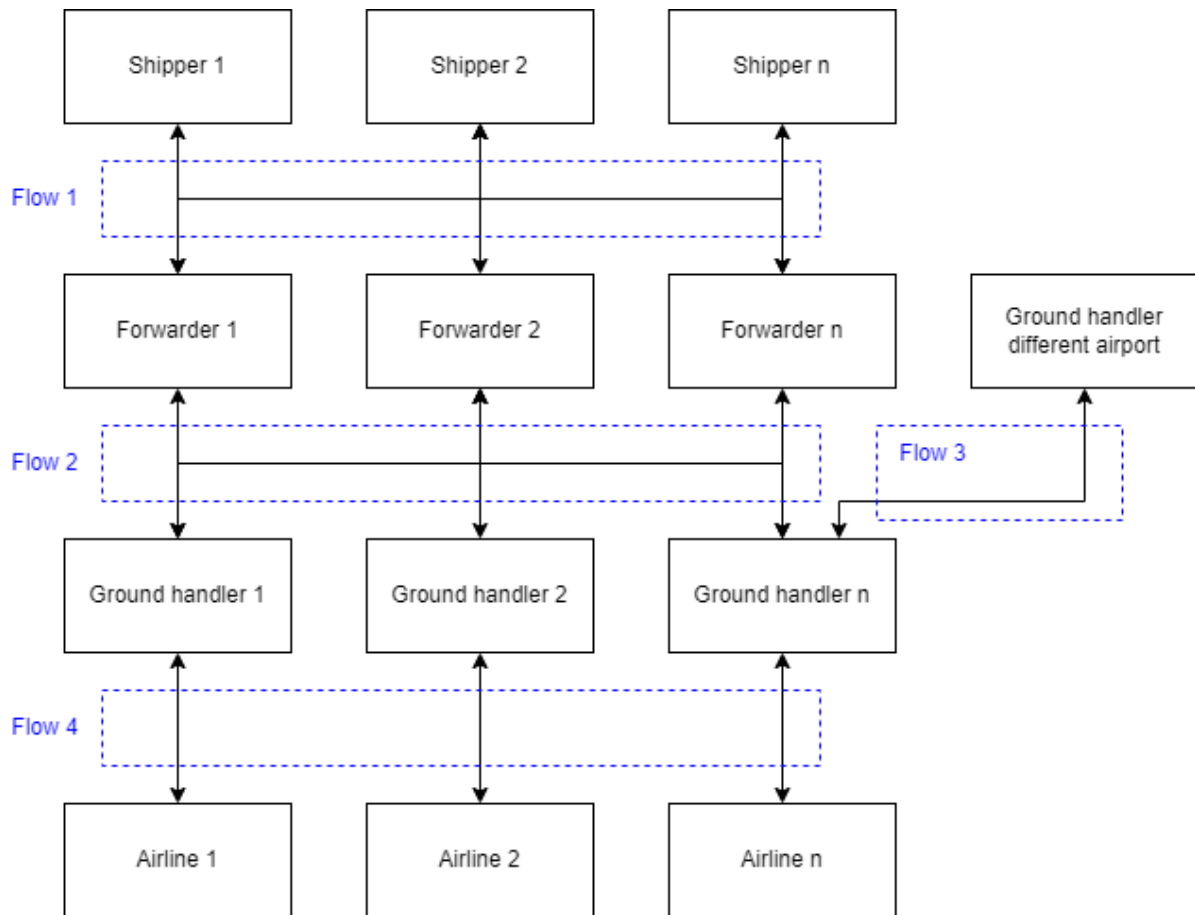 Shipper 1
Shipper 2
Shipper n
Flow 1
Forwarder 1
Forwarder 2
Forwarder n
Ground handler
different airport
Flow 2
Flow 3
Ground handler 1
Ground handler 2
Ground handler n
Flow 4
Airline 1
Airline 2
Airline n